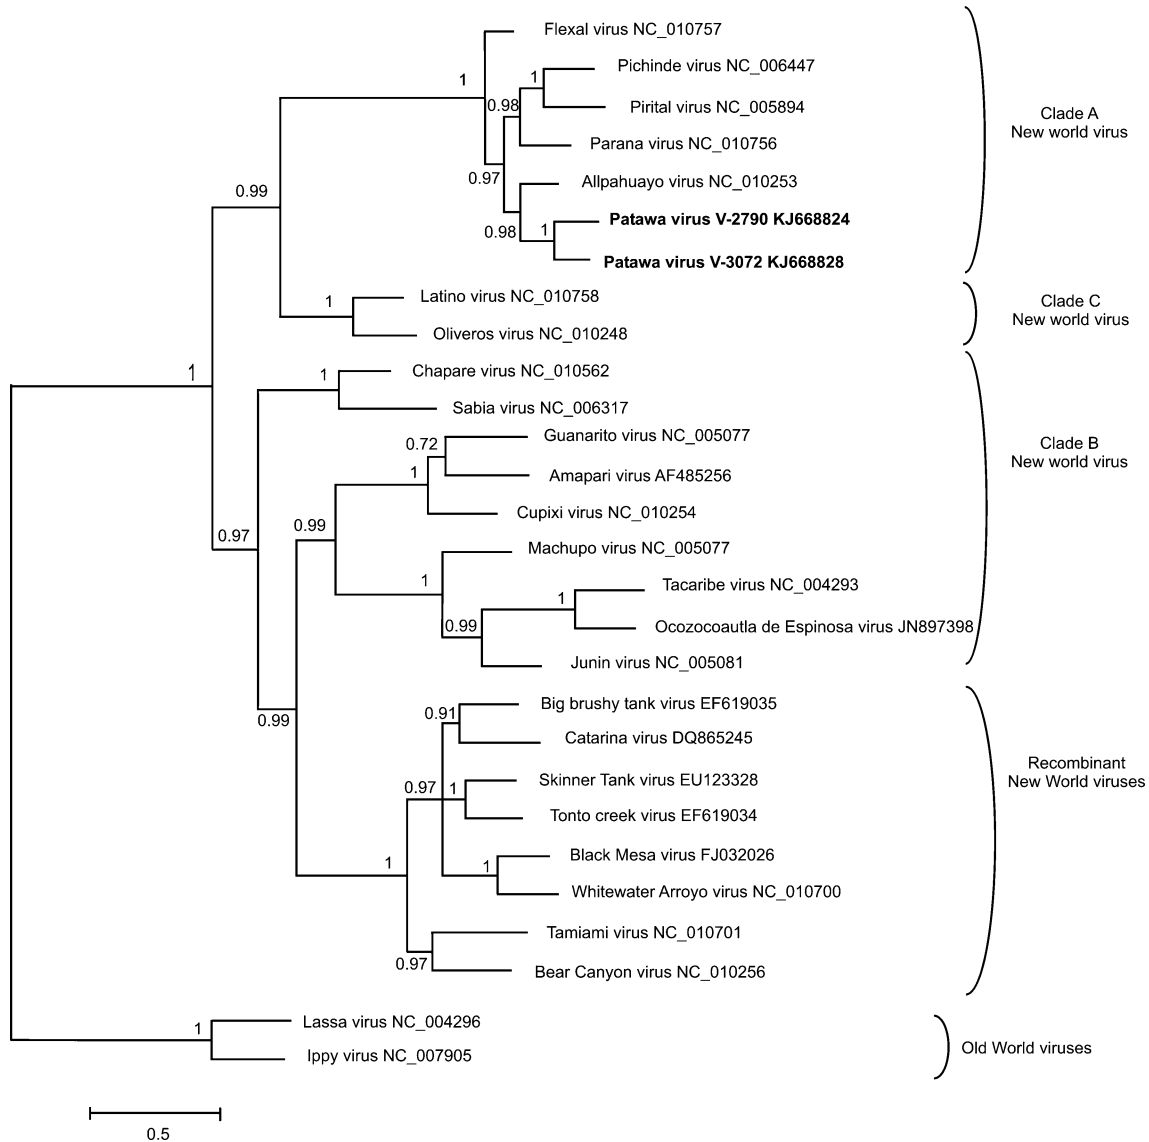 Flexal virus NC_010757
1
Pichinde virus NC_006447
1
0.98
Pirital virus NC_005894
Clade A
New world virus
Parana virus NC_010756
0.97
Allpahuayo virus NC_010253
0.99
Patawa virus V-2790 KJ668824
0.98
1
Patawa virus V-3072 KJ668828
Latino virus NC_010758
1
Clade C
New world virus
Oliveros virus NC_010248
1
Chapare virus NC_010562
1
Sabia virus NC_006317
Guanarito virus NC_005077
0.72
Clade B
New world virus
1
Amapari virus AF485256
Cupixi virus NC_010254
0.99
0.97
Machupo virus NC_005077
1
Tacaribe virus NC_004293
1
0.99
Ocozocoautla de Espinosa virus JN897398
Junin virus NC_005081
Big brushy tank virus EF619035
0.91
0.99
Catarina virus DQ865245
Recombinant
New World viruses
Skinner Tank virus EU123328
0.97
1
Tonto creek virus EF619034
Black Mesa virus FJ032026
1
1
Whitewater Arroyo virus NC_010700
Tamiami virus NC_010701
0.97
Bear Canyon virus NC_010256
Lassa virus NC_004296
1
Old World viruses
Ippy virus NC_007905
0.5